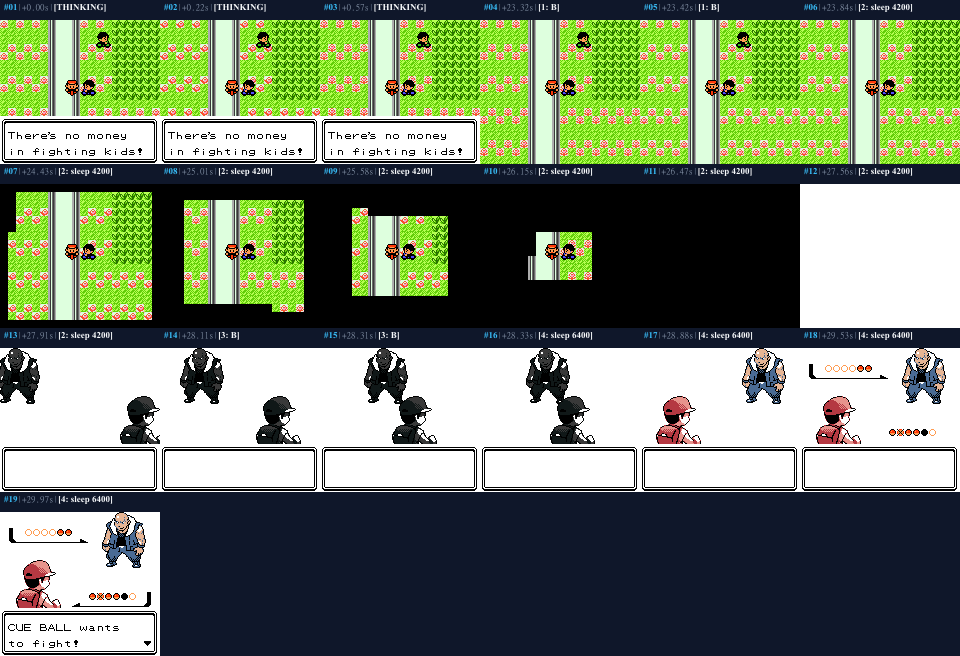 #01 | +0.00s | [THINKING]
#02 | +0.22s | [THINKING]
#03 | +0.57s | [THINKING]
#04 | +23.32s | [1: B]
#05 | +23.42s | [1: B]
#06 | +23.84s | [2: sleep 4200]
There's no money
in fighting kids!
There's no money
in fighting kids!
There's no money
in fighting kids!
#07 | +24.43s | [2: sleep 4200]
#08 | +25.01s | [2: sleep 4200]
#09 | +25.58s | [2: sleep 4200]
#10 | +26.15s | [2: sleep 4200]
#11 | +26.47s | [2: sleep 4200]
#12 | +27.56s | [2: sleep 4200]
#13 | +27.91s | [2: sleep 4200]
#14 | +28.11s | [3: B]
#15 | +28.31s | [3: B]
#16 | +28.33s | [4: sleep 6400]
#17 | +28.88s | [4: sleep 6400]
#18 | +29.53s | [4: sleep 6400]
#19 | +29.97s | [4: sleep 6400]
CUE BALL wants
to fight!